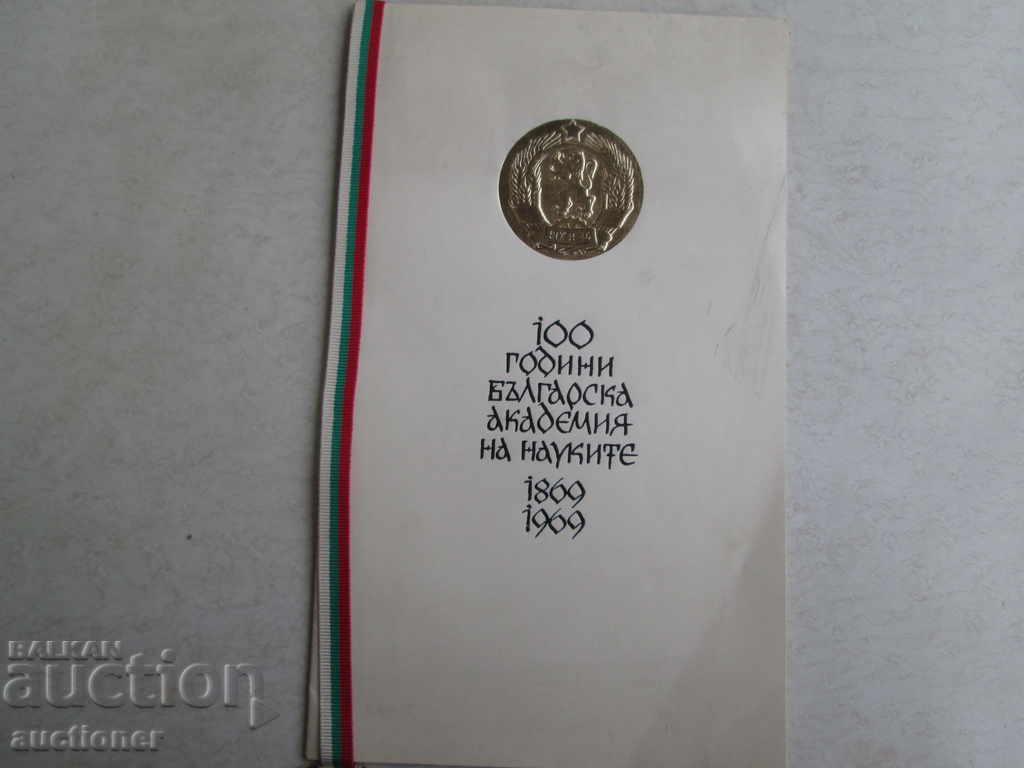 100
ГОДИНИ
БЪЛГАРСКА
АКАДЕМИЯ
НА НАУКИТЕ
1869
1969
BALKAN
auction
auctioner